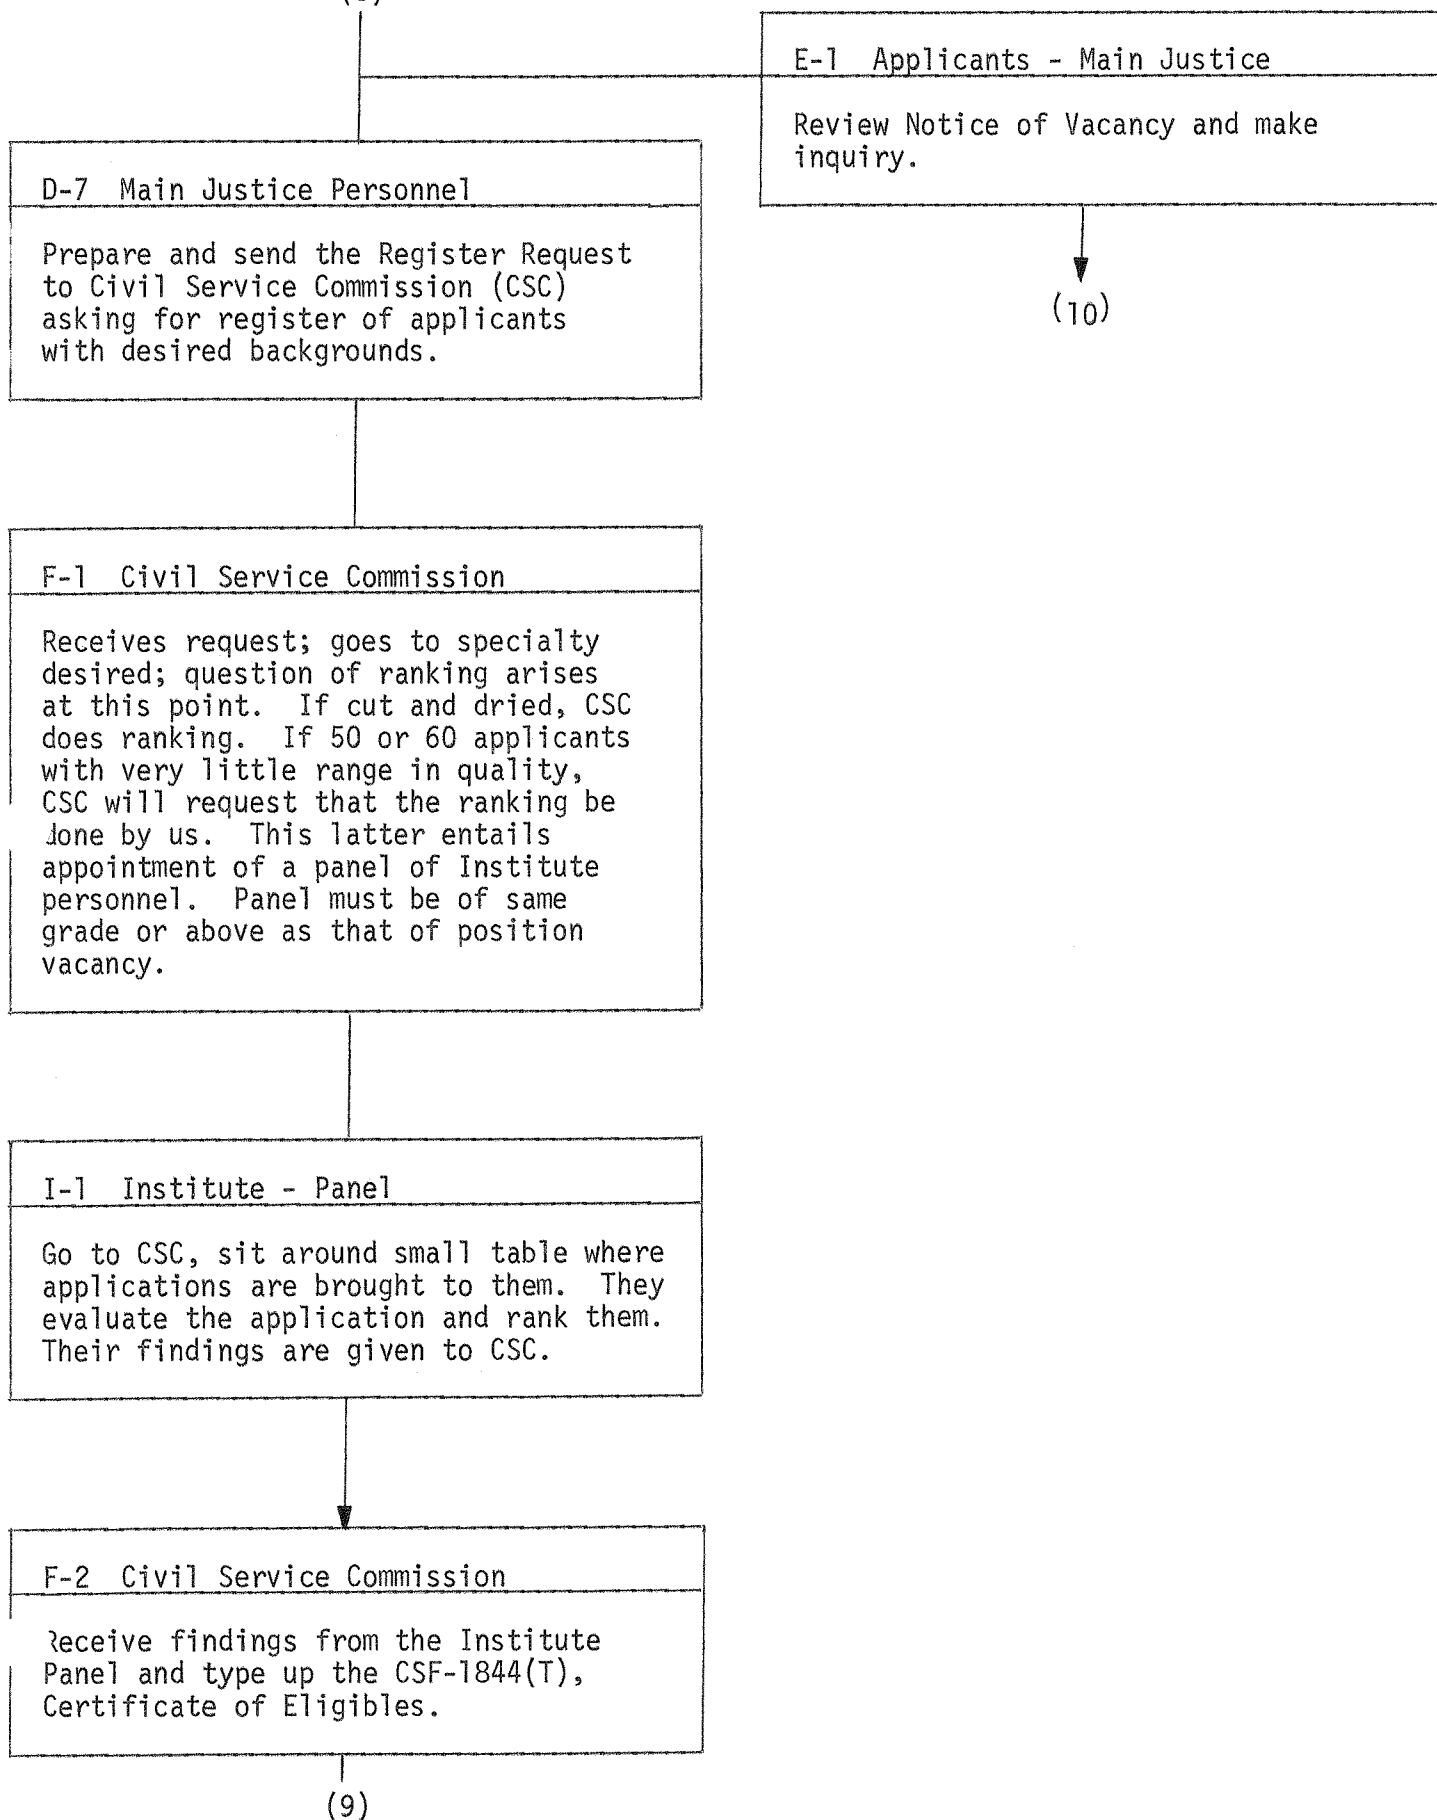 E-1 Applicants - Main Justice
Review Notice of Vacancy and make
inquiry.
(10)
D-7 Main Justice Personnel
Prepare and send the Register Request
to Civil Service Commission (CSC)
asking for register of applicants
with desired backgrounds.
F-1 Civil Service Commission
Receives request; goes to specialty
desired; question of ranking arises
at this point. If cut and dried, CSC
does ranking. If 50 or 60 applicants
with very little range in quality,
CSC will request that the ranking be
done by us. This latter entails
appointment of a panel of Institute
personnel. Panel must be of same
grade or above as that of position
vacancy.
I-1 Institute - Panel
Go to CSC, sit around small table where
applications are brought to them. They
evaluate the application and rank them.
Their findings are given to CSC.
F-2 Civil Service Commission
Receive findings from the Institute
Panel and type up the CSF-1844(T),
Certificate of Eligibles.
(9)